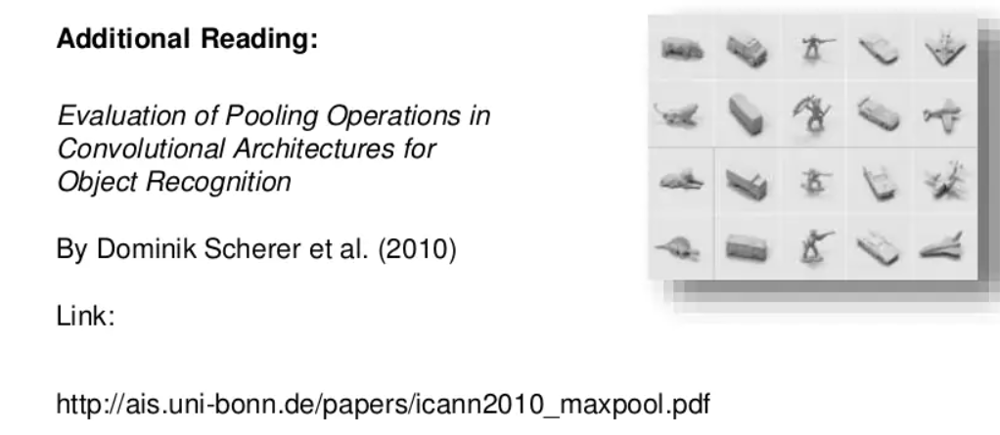 Additional Reading:
Evaluation of Pooling Operations in
Convolutional Architectures for
Object Recognition
By Dominik Scherer et al. (2010)
Link:
http://ais.uni-bonn.de/papers/icann2010_maxpool.pdf